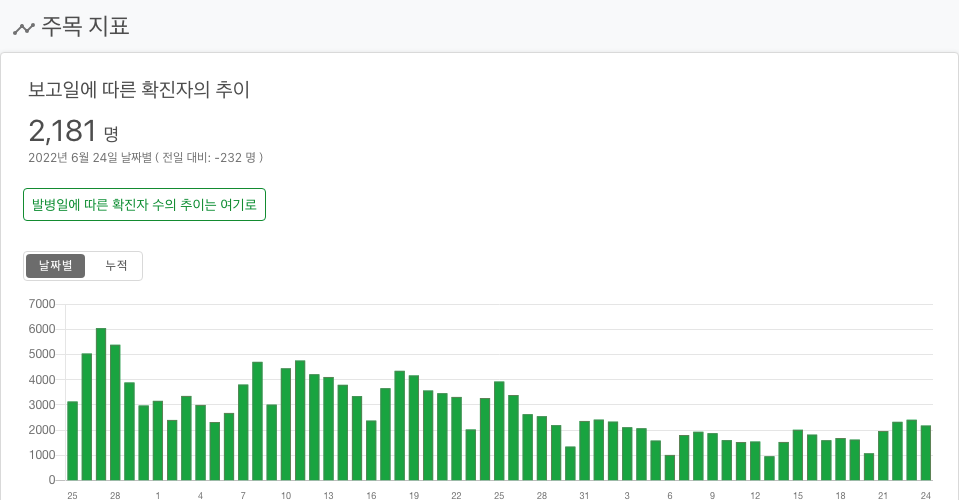 주목 지표
보고일에 따른 확진자의 추이
2,181 명
2022년 6월 24일 날짜별 ( 전일 대비: -232 명 )
발병일에 따른 확진자 수의 추이는 여기로
날짜별 누적
7000
6000
5000
4000
3000
2000
1000
0
25 28 1 4 7 10 13 16 19 22 25 28 31 3 6 9 12 15 18 21 24